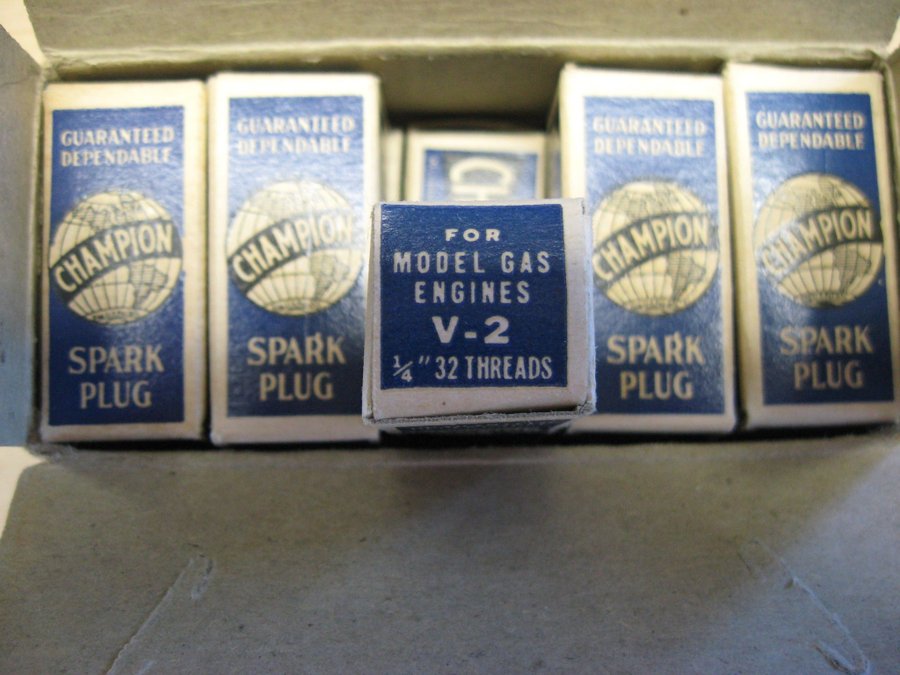 GUARANTEED
DEPENDABLE
CHAMPION
SPARK
PLUG
GUARANTEED
DEPENDABLE
CHAMPION
SPARK
PLUG
FOR
MODEL GAS
ENGINES
V-2
1/4" 32 THREADS
GUARANTEED
DEPENDABLE
CHAMPION
SPARK
PLUG
GUARANTEED
DEPENDABLE
CHAMPION
SPARK
PLUG